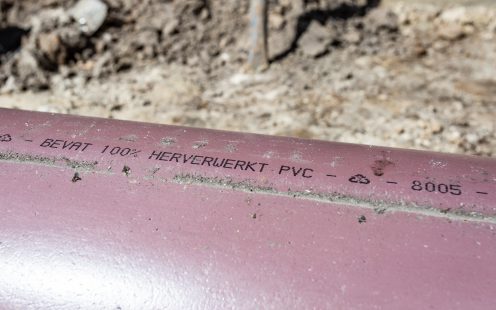 ♻ - BEVAT 100% HERVERWERKT PVC - ♻ - 8005 -